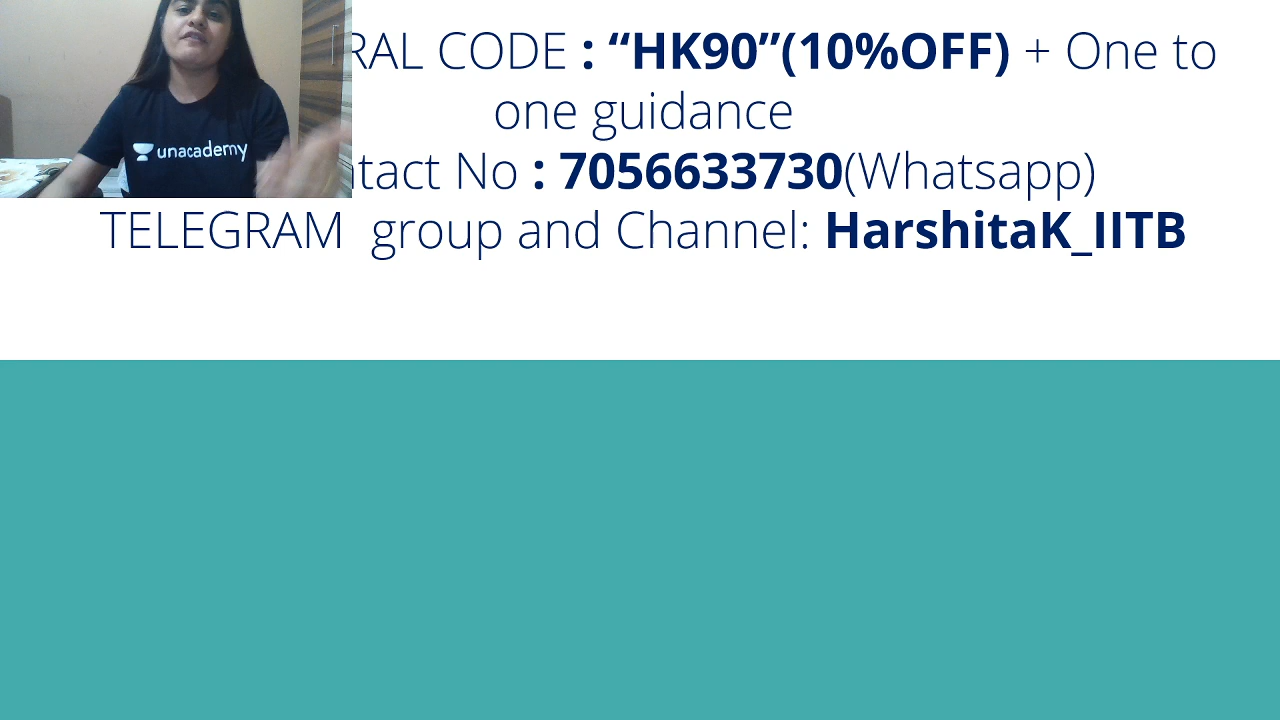 RAL CODE : “HK90”(10%OFF) + One to
one guidance
unacademy
ntact No : 7056633730(Whatsapp)
TELEGRAM group and Channel: HarshitaK_IITB